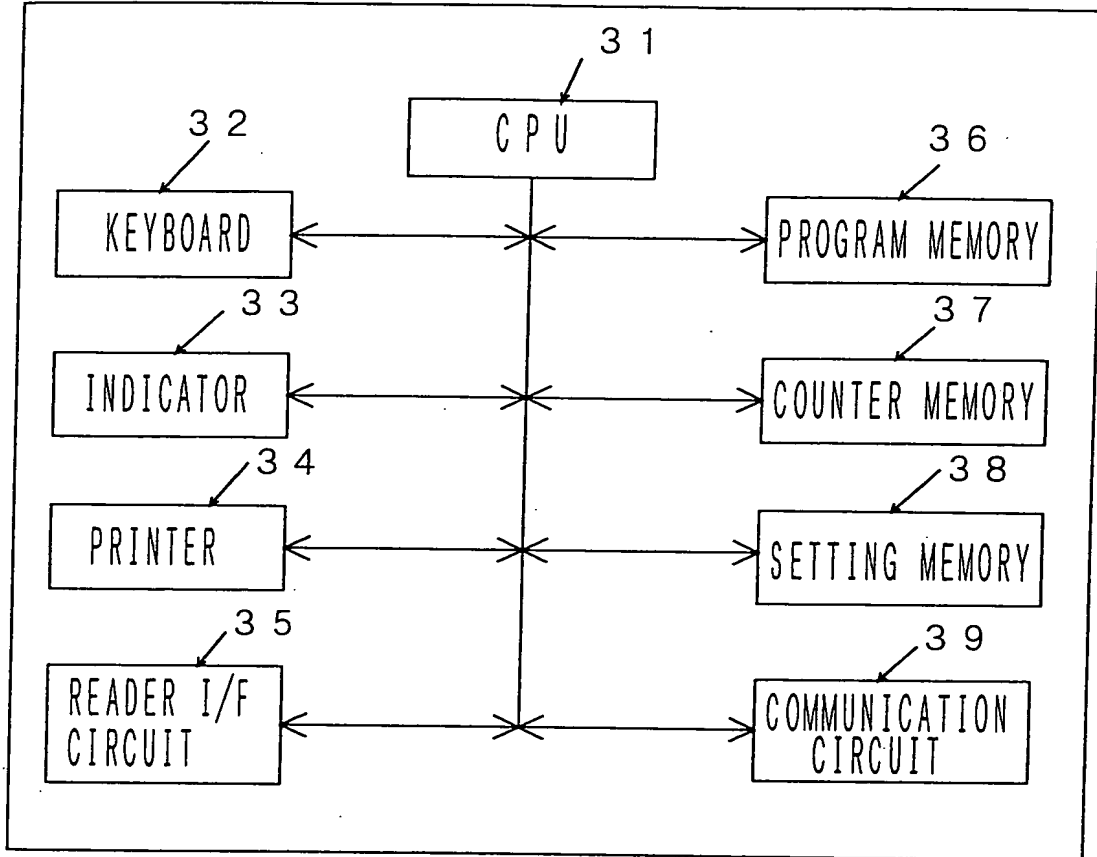 31
CPU
32
KEYBOARD
36
PROGRAM MEMORY
33
INDICATOR
37
COUNTER MEMORY
34
PRINTER
38
SETTING MEMORY
35
READER I/F
CIRCUIT
39
COMMUNICATION
CIRCUIT